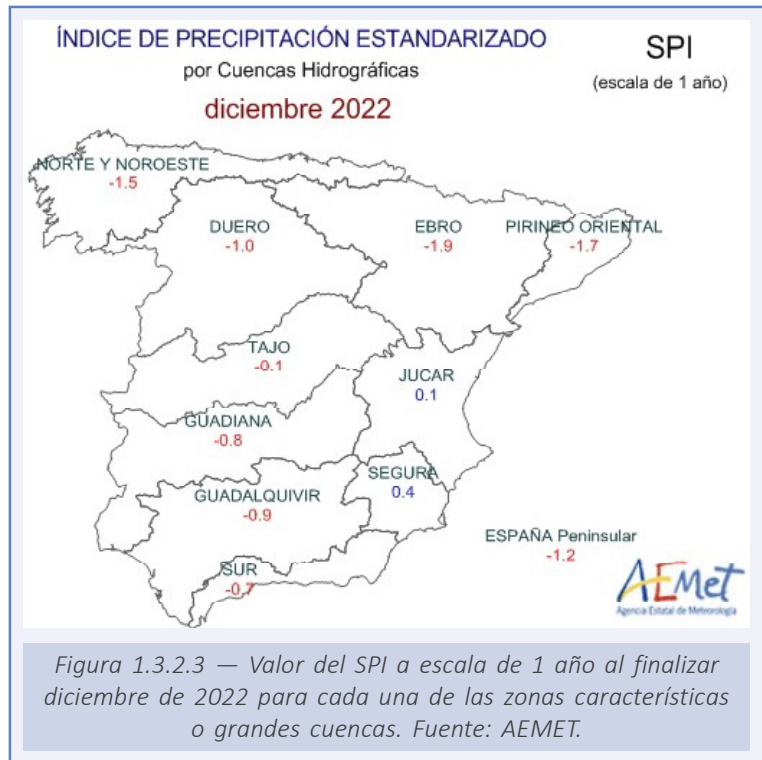 ÍNDICE DE PRECIPITACIÓN ESTANDARIZADO
por Cuencas Hidrográficas
diciembre 2022
SPI
(escala de 1 año)
NORTE Y NOROESTE
-1.5
DUERO
-1.0
EBRO
-1.9
PIRINEO ORIENTAL
-1.7
TAJO
-0.1
JUCAR
0.1
GUADIANA
-0.8
SEGURA
0.4
GUADALQUIVIR
-0.9
ESPAÑA Peninsular
-1.2
SUR
-0.7
AEMet
Agencia Estatal de Meteorología
Figura 1.3.2.3 — Valor del SPI a escala de 1 año al finalizar
diciembre de 2022 para cada una de las zonas características
o grandes cuencas. Fuente: AEMET.